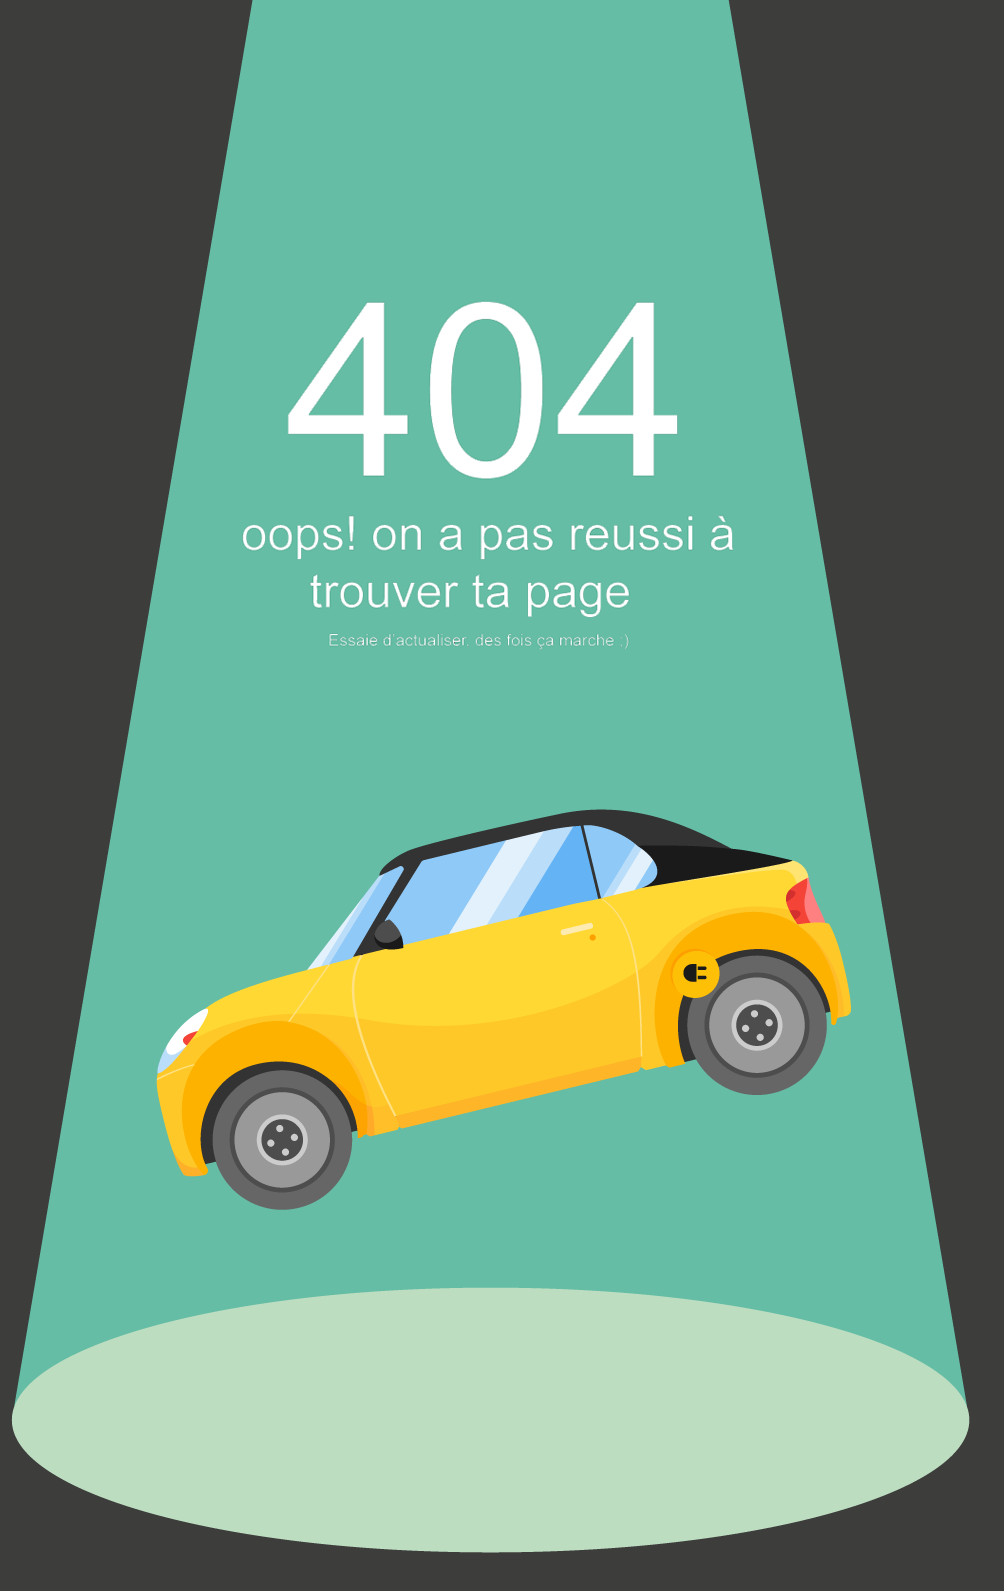 404
oops! on a pas reussi à
trouver ta page
Essaie d'actualiser. des fois ça marche :)